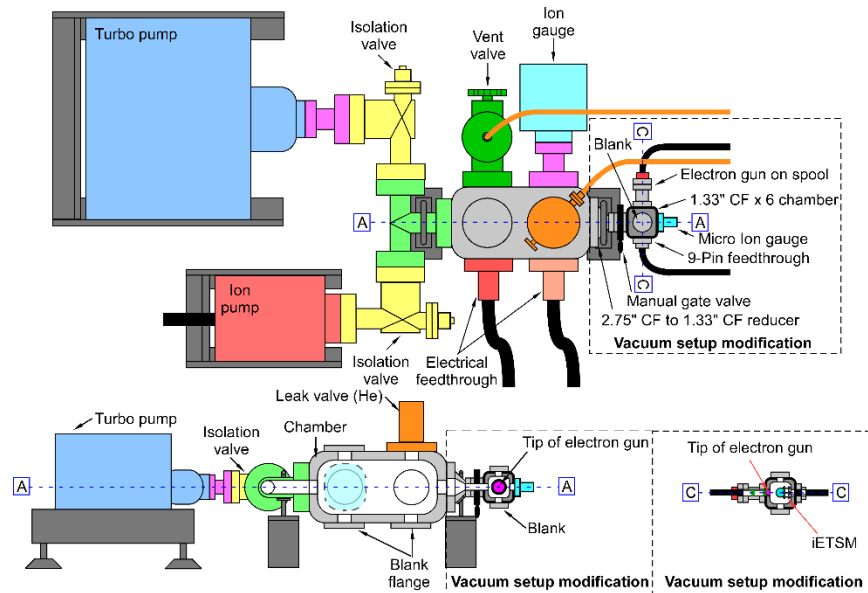 Turbo pump
Isolation
valve
Vent
valve
Ion
gauge
Blank
C
Electron gun on spool
1.33" CF x 6 chamber
A
A
Micro Ion gauge
9-Pin feedthrough
C
Manual gate valve
2.75" CF to 1.33" CF reducer
Vacuum setup modification
Ion
pump
Isolation
valve
Electrical
feedthrough
Leak valve (He)
Turbo pump
Isolation
valve
Chamber
Tip of electron gun
A
A
Blank
Blank
flange
Vacuum setup modification
Tip of electron gun
C
C
iETSM
Vacuum setup modification